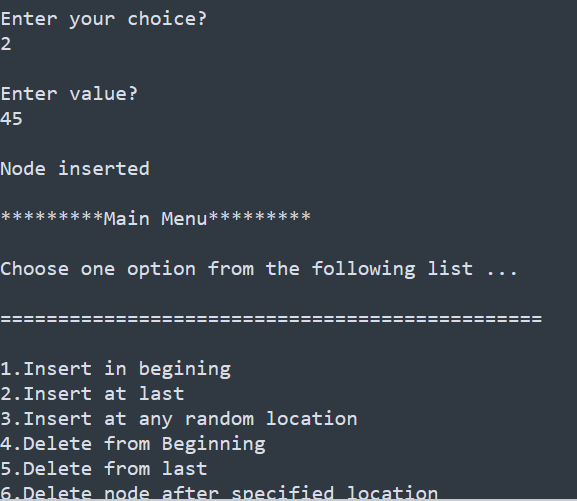 Enter your choice?
2
Enter value?
45
Node inserted
*********Main Menu*********
Choose one option from the following list ...
===============================================
1.Insert in begining
2.Insert at last
3.Insert at any random location
4.Delete from Beginning
5.Delete from last
6.Delete node after specified location